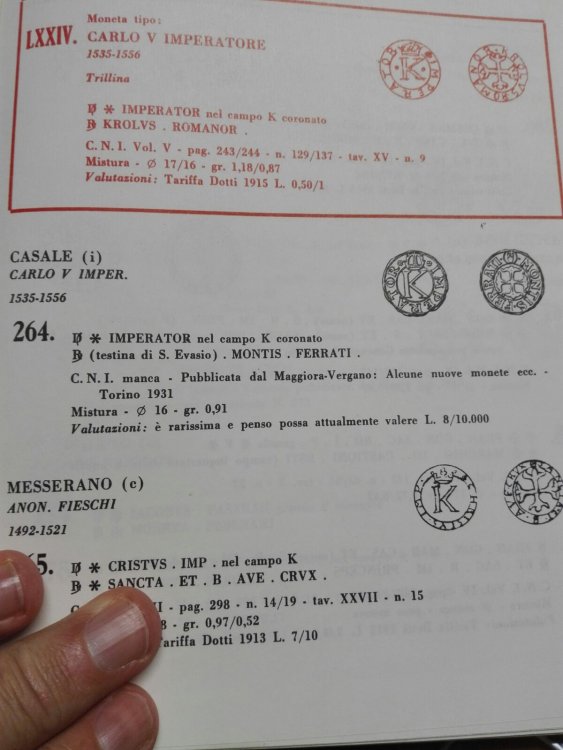 Moneta tipo:
LXXIV. CARLO V IMPERATORE
1535-1556
Trillina
* IMPERATOR nel campo K coronato
KROLVS . ROMANOR .
C. N. I. Vol. V - pag. 243/244 - n. 129/137 - tav. XV - n. 9
Mistura - Ø 17/16 - gr. 1,18/0,87
Valutazioni: Tariffa Dotti 1915 L. 0,50/1
CASALE (i)
CARLO V IMPER.
1535-1556
264. * IMPERATOR nel campo K coronato
(testina di S. Evasio) . MONTIS . FERRATI .
C. N. I. manca - Pubblicata dal Maggiora-Vergano: Alcune nuove monete ecc. -
Torino 1931
Mistura - Ø 16 - gr. 0,91
Valutazioni: è rarissima e penso possa attualmente valere L. 8/10.000
MESSERANO (e)
ANON. FIESCHI
1492-1521
5. * CRISTVS . IMP . nel campo K
* SANCTA . ET . B . AVE . CRVX .
- pag. 298 - n. 14/19 - tav. XXVII - n. 15
- gr. 0,97/0,52
Tariffa Dotti 1913 L. 7/10